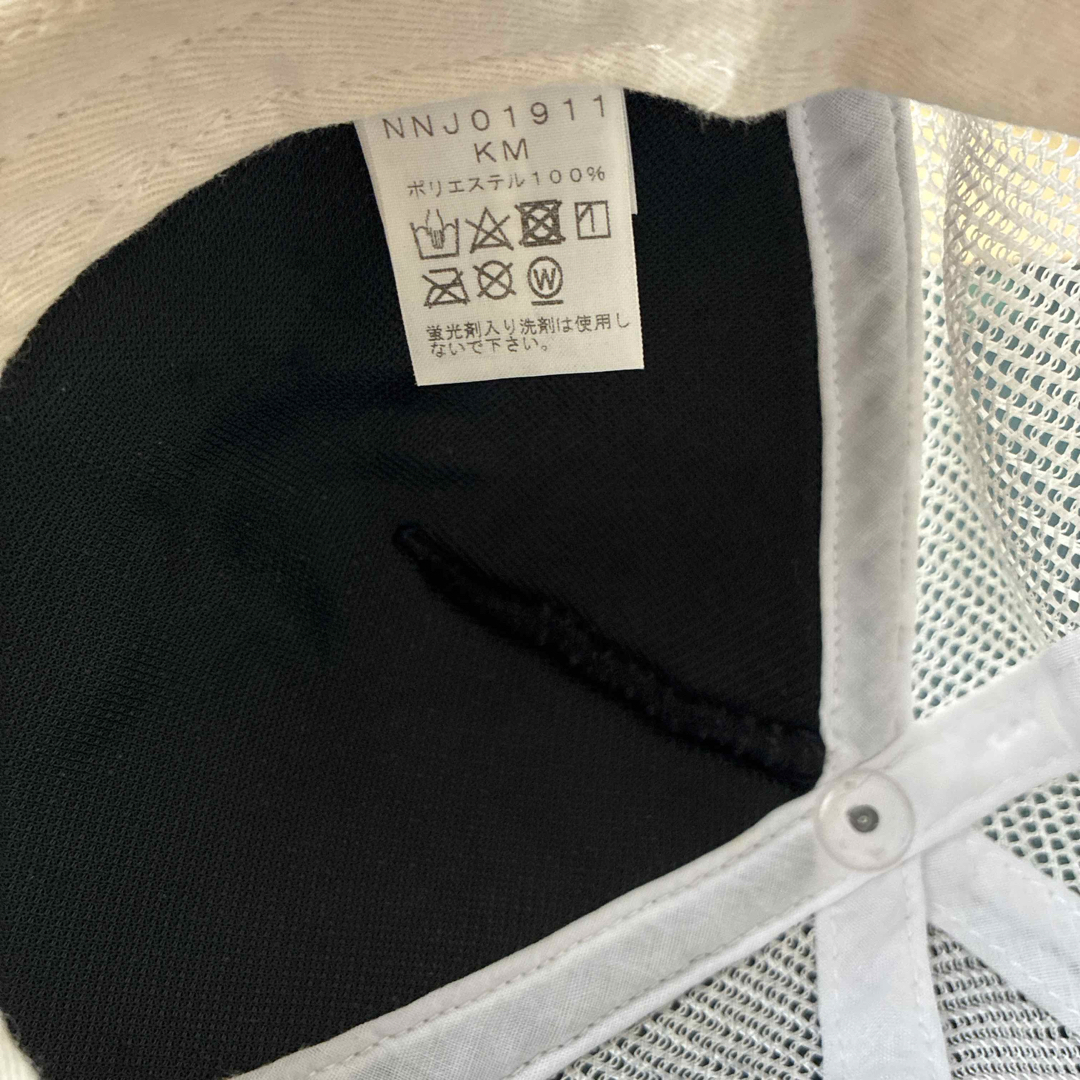 NNJ01911
KM
ポリエステル100%
W
蛍光剤入り洗剤は使用し
ないで下さい。